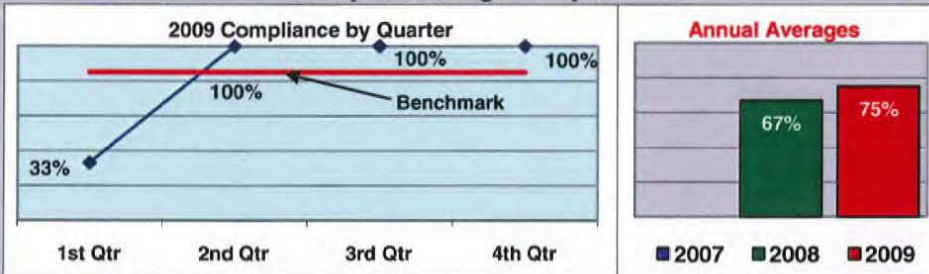 2009 Compliance by Quarter
100%
100%
100%
Benchmark
33%
1st Qtr 2nd Qtr 3rd Qtr 4th Qtr
Annual Averages
67%
75%
2007 2008 2009